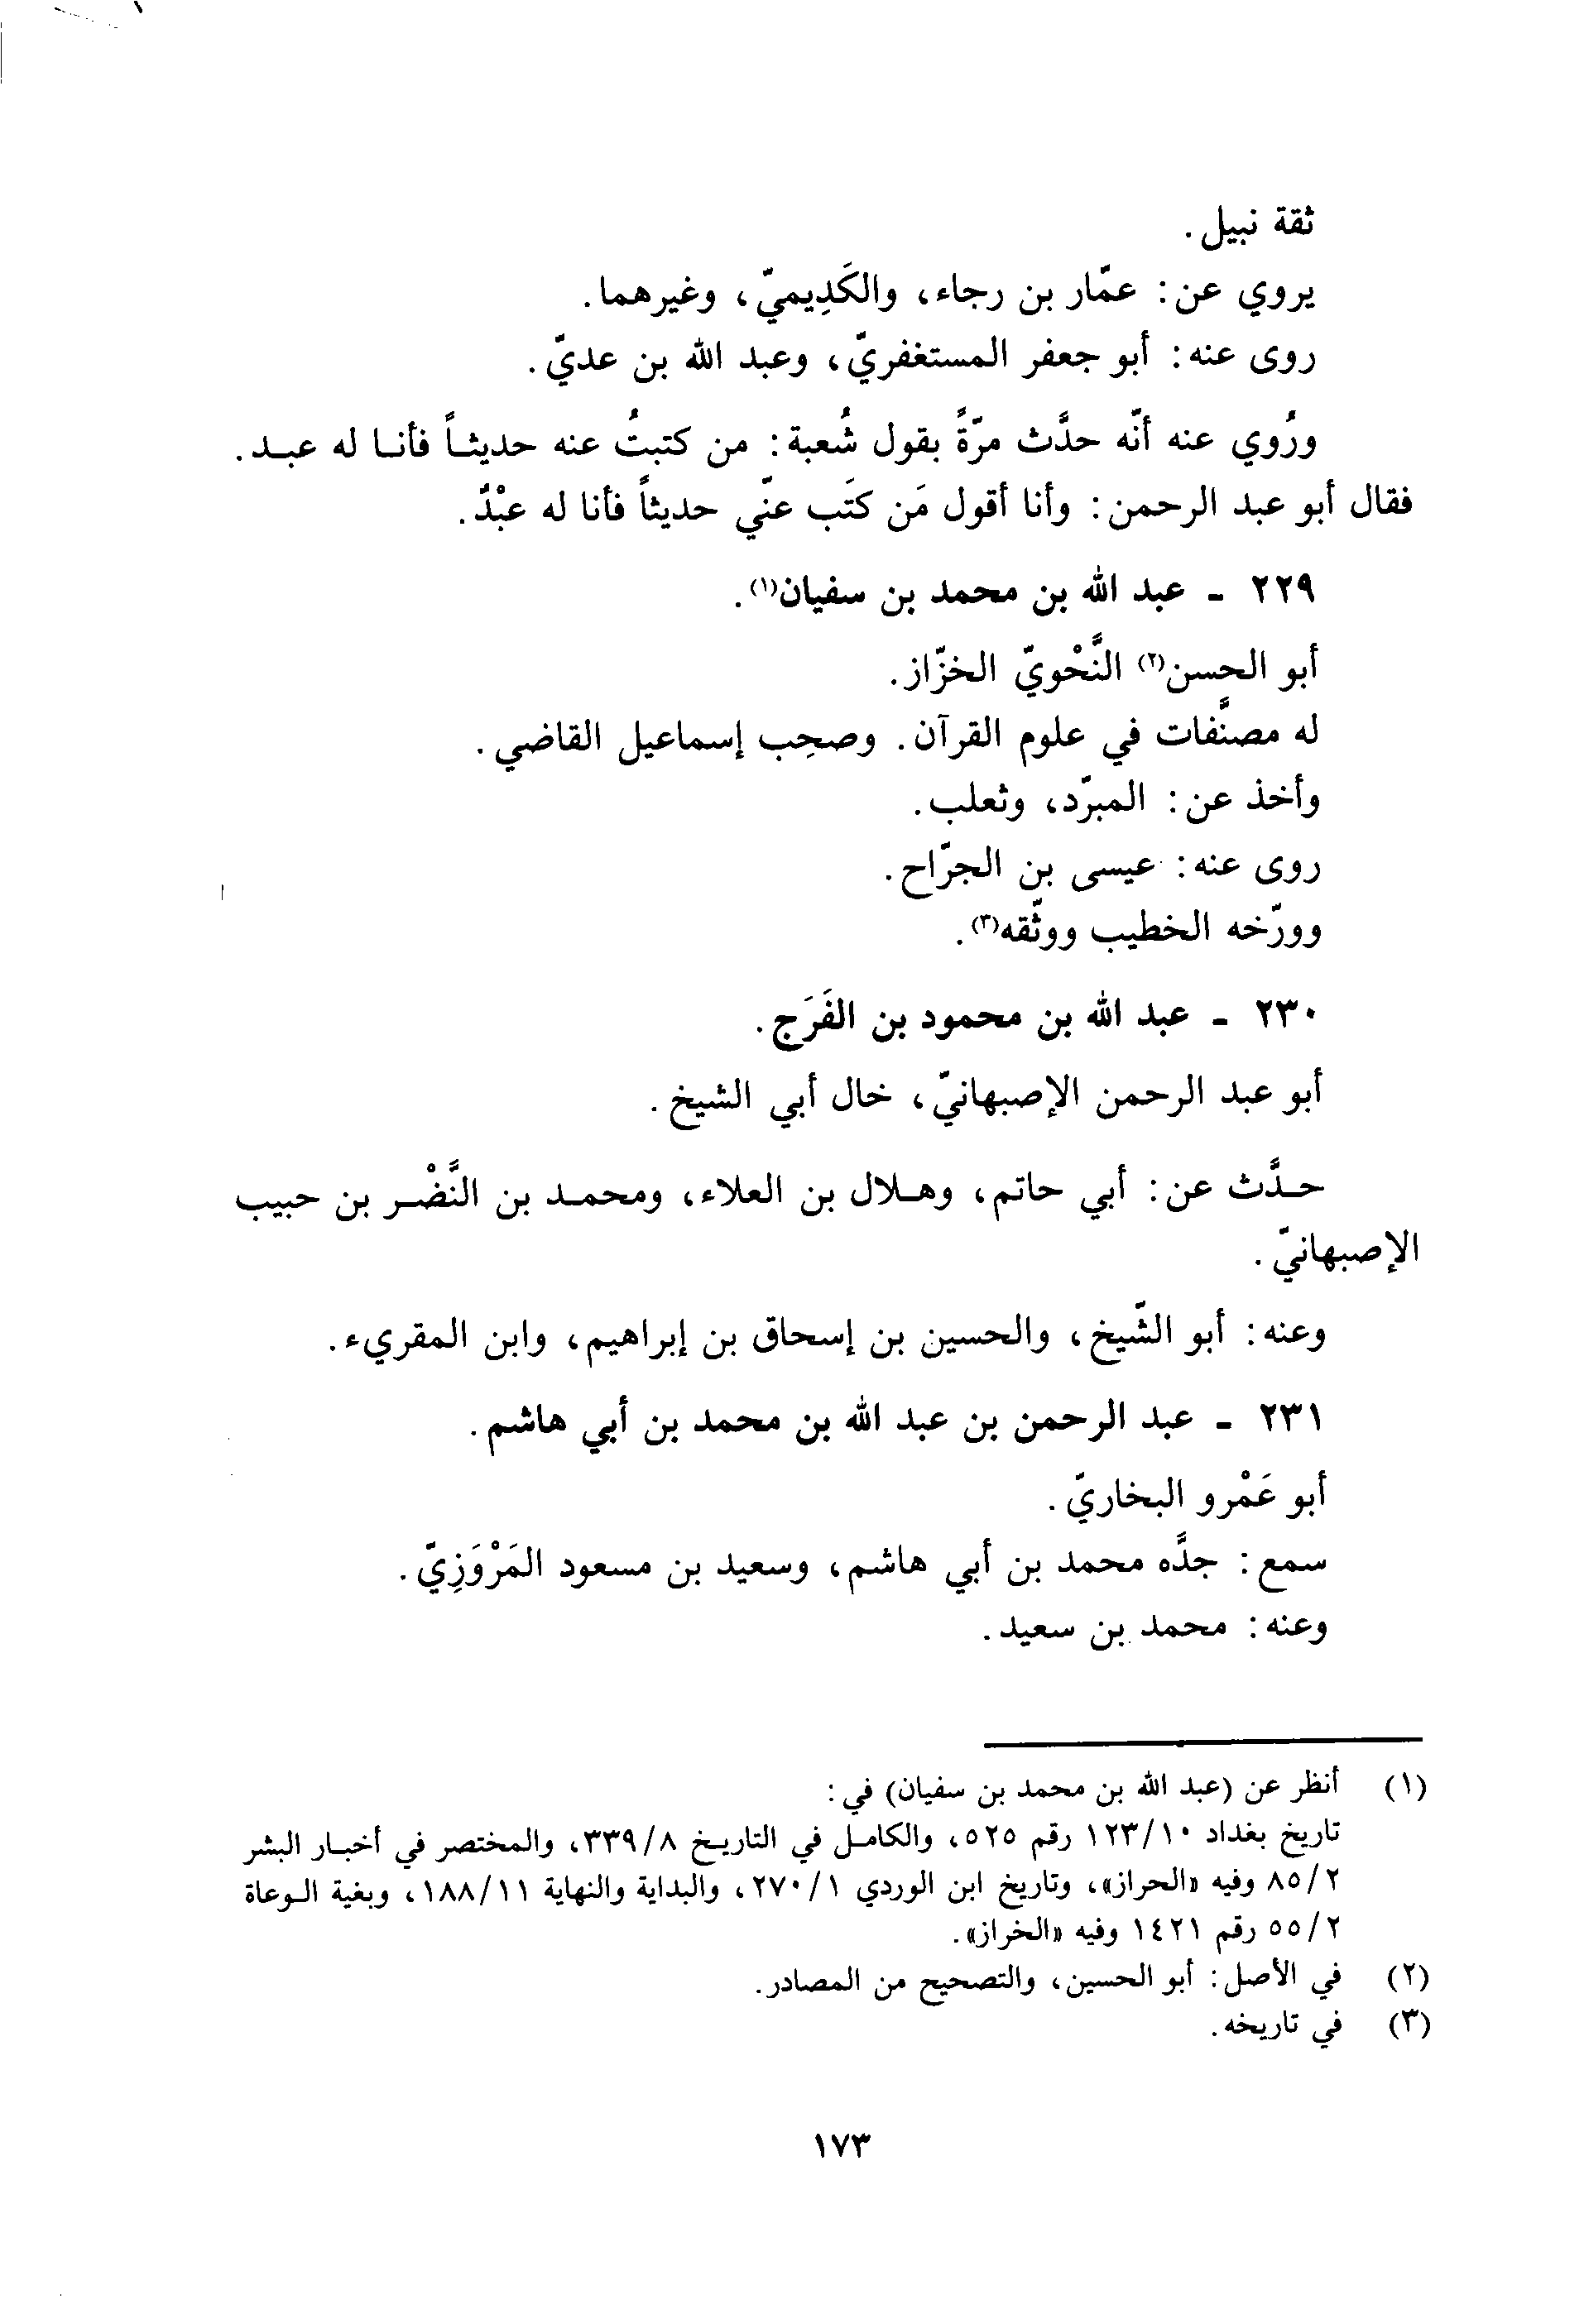 ثقة نبيل.
يروي عن: عمّار بن رجاء، والكَدِيميّ، وغيرهما.
روى عنه: أبو جعفر المستغفريّ، وعبد الله بن عديّ.
ورُوي عنه أنّه حدَّث مرّةً بقول شُعبة: من كتبتُ عنه حديثاً فأنا له عبد.
فقال أبو عبد الرحمن: وأنا أقول مَن كتَب عنّي حديثاً فأنا له عبْدٌ.
٢٢٩ - عبد الله بن محمد بن سفيان(١).
أبو الحسن(٢) النَّحْويّ الخزّاز.
له مصنَّفات في علوم القرآن. وصحِب إسماعيل القاضي.
وأخذ عن: المبرّد، وثعلب.
روى عنه: عيسى بن الجرّاح.
وورّخه الخطيب ووثّقه(٣).
٢٣٠ - عبد الله بن محمود بن الفَرَج.
أبو عبد الرحمن الإصبهانيّ، خال أبي الشيخ.
حدَّث عن: أبي حاتم، وهلال بن العلاء، ومحمد بن النَّضْر بن حبيب
الإصبهانيّ.
وعنه: أبو الشّيخ، والحسين بن إسحاق بن إبراهيم، وابن المقريء.
٢٣١ - عبد الرحمن بن عبد الله بن محمد بن أبي هاشم.
أبو عَمْرو البخاريّ.
سمع: جدَّه محمد بن أبي هاشم، وسعيد بن مسعود المَرْوَزِيّ.
وعنه: محمد بن سعيد.
(١) أنظر عن (عبد الله بن محمد بن سفيان) في:
تاريخ بغداد ١٢٣/١٠ رقم ٥٢٥، والكامل في التاريخ ٣٣٩/٨، والمختصر في أخبار البشر
٨٥/٢ وفيه «الحراز»، وتاريخ ابن الوردي ٢٧٠/١، والبداية والنهاية ١٨٨/١١، وبغية الوعاة
٥٥/٢ رقم ١٤٢١ وفيه «الخراز».
(٢) في الأصل: أبو الحسين، والتصحيح من المصادر.
(٣) في تاريخه.
١٧٣